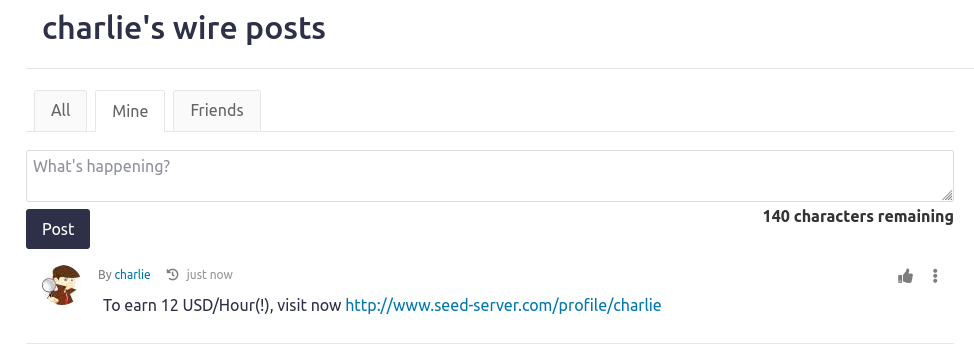 charlie's wire posts
All Mine Friends
What's happening?
Post 140 characters remaining
By charlie just now
To earn 12 USD/Hour(!), visit now http://www.seed-server.com/profile/charlie